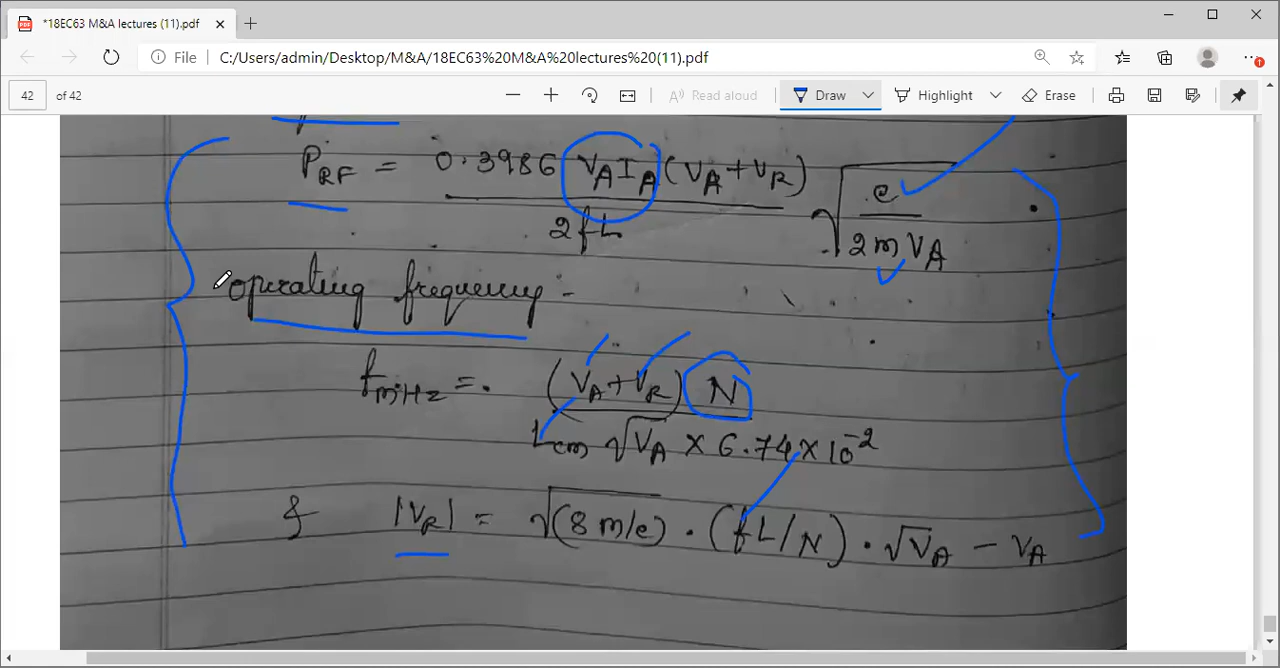 *18EC63 M&A lectures (11).pdf
File C:/Users/admin/Desktop/M&A/18EC63%20M&A%20lectures%20(11).pdf
42 of 42 Read aloud Draw Highlight Erase
P_RF = 0.3986 V_A I_A (V_A + V_R) / 2fL √(e / 2mV_A)
operating frequency -
f_MHz = (V_A + V_R) N / L_cm √V_A × 6.74 × 10^-2
& |V_R| = √(8 m/e) · (fL/N) · √V_A - V_A